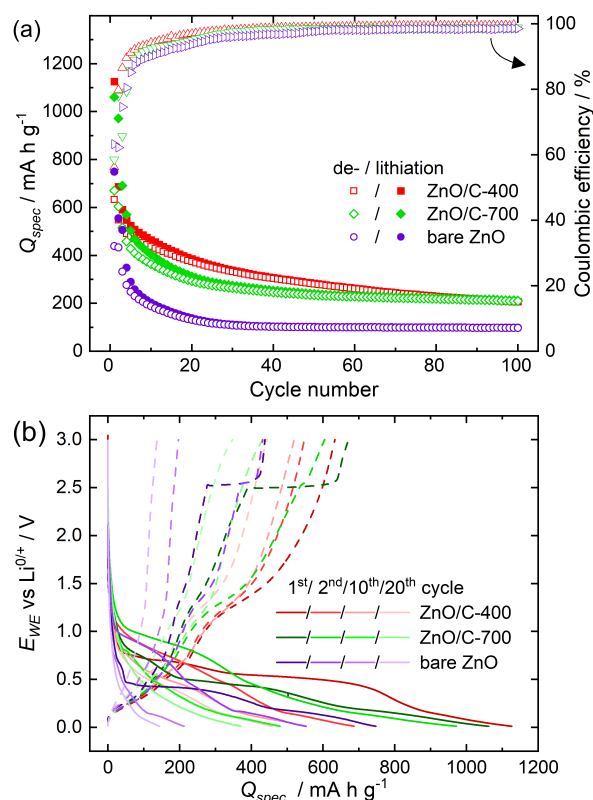 (a)
1200
1000
800
600
400
200
0
Q_spec / mA h g⁻¹
100
80
60
40
20
0
Coulombic efficiency / %
de- / lithiation
/ ZnO/C-400
/ ZnO/C-700
/ bare ZnO
0 20 40 60 80 100
Cycle number
(b)
3.0
2.5
2.0
1.5
1.0
0.5
0.0
E_WE vs Li⁰/⁺ / V
1ˢᵗ/ 2ⁿᵈ/10ᵗʰ/20ᵗʰ cycle
/ / / ZnO/C-400
/ / / ZnO/C-700
/ / / bare ZnO
0 200 400 600 800 1000 1200
Q_spec / mA h g⁻¹